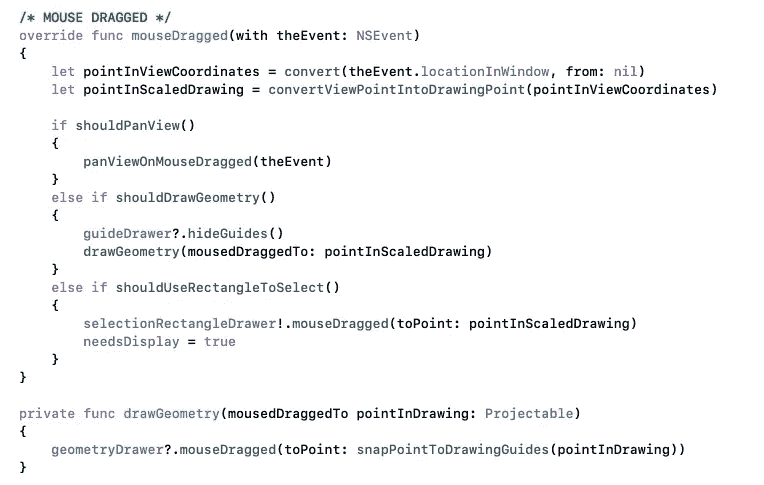 /* MOUSE DRAGGED */
override func mouseDragged(with theEvent: NSEvent)
{
    let pointInViewCoordinates = convert(theEvent.locationInWindow, from: nil)
    let pointInScaledDrawing = convertViewPointIntoDrawingPoint(pointInViewCoordinates)

    if shouldPanView()
    {
        panViewOnMouseDragged(theEvent)
    }
    else if shouldDrawGeometry()
    {
        guideDrawer?.hideGuides()
        drawGeometry(mousedDraggedTo: pointInScaledDrawing)
    }
    else if shouldUseRectangleToSelect()
    {
        selectionRectangleDrawer!.mouseDragged(toPoint: pointInScaledDrawing)
        needsDisplay = true
    }
}

private func drawGeometry(mousedDraggedTo pointInDrawing: Projectable)
{
    geometryDrawer?.mouseDragged(toPoint: snapPointToDrawingGuides(pointInDrawing))
}